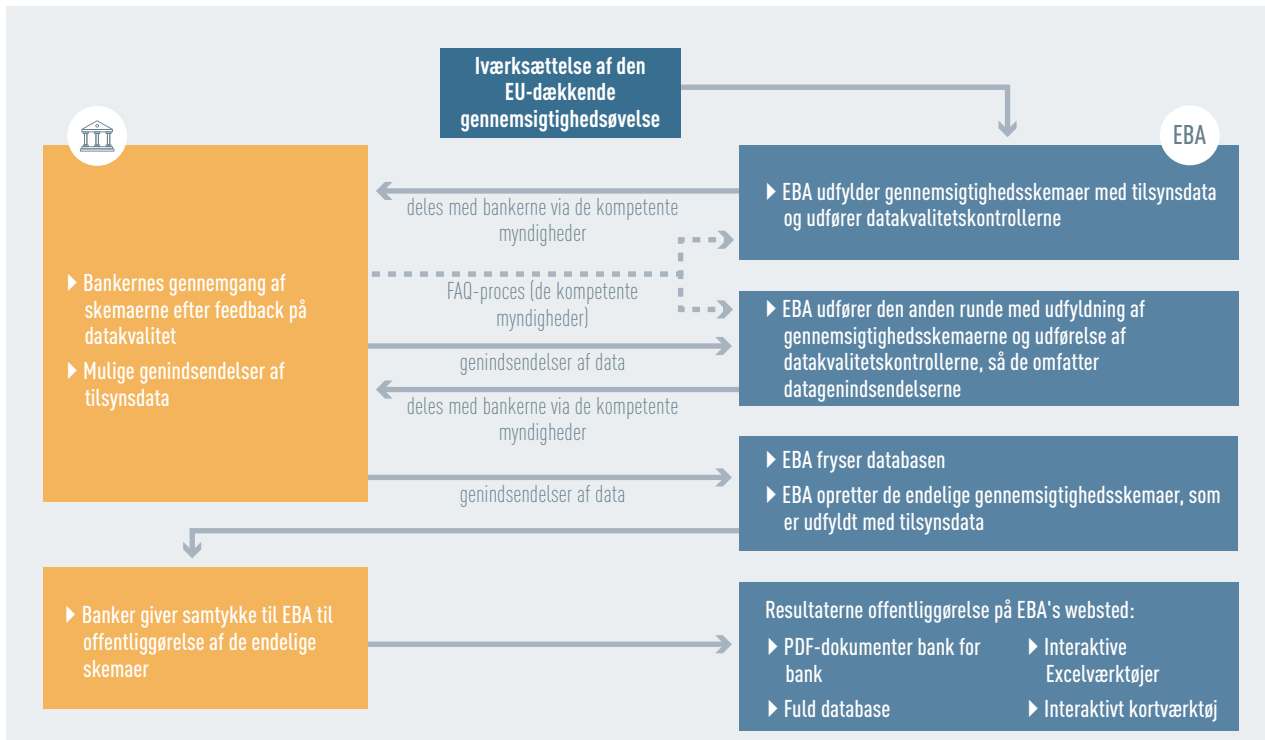 Iværksættelse af den
EU-dækkende
gennemsigtighedsøvelse
EBA
EBA udfylder gennemsigtighedsskemaer med tilsynsdata
og udfører datakvalitetskontrollerne
deles med bankerne via de kompetente
myndigheder
Bankernes gennemgang af
skemaerne efter feedback på
datakvalitet
Mulige genindsendelser af
tilsynsdata
FAQ-proces (de kompetente
myndigheder)
EBA udfører den anden runde med udfyldning af
gennemsigtighedsskemaerne og udførelse af
datakvalitetskontrollerne, så de omfatter
datagenindsendelserne
genindsendelser af data
deles med bankerne via de kompetente
myndigheder
EBA fryser databasen
EBA opretter de endelige gennemsigtighedsskemaer, som
er udfyldt med tilsynsdata
genindsendelser af data
Banker giver samtykke til EBA til
offentliggørelse af de endelige
skemaer
Resultaterne offentliggørelse på EBA's websted:
PDF-dokumenter bank for
bank
Fuld database
Interaktive
Excelværktøjer
Interaktivt kortværktøj